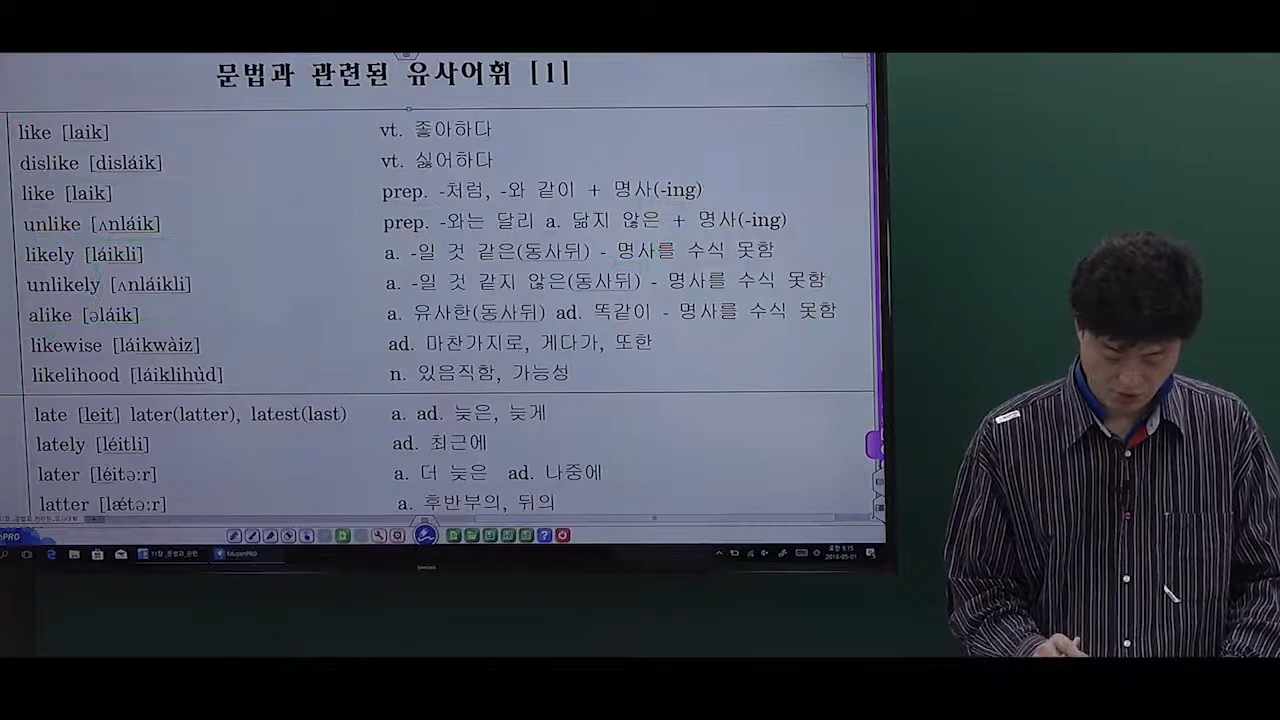 문법과 관련된 유사어휘 [1]
like [laik] vt. 좋아하다
dislike [disláik] vt. 싫어하다
like [laik] prep. -처럼, -와 같이 + 명사(-ing)
unlike [ʌnláik] prep. -와는 달리 a. 닮지 않은 + 명사(-ing)
likely [láikli] a. -일 것 같은(동사뒤) - 명사를 수식 못함
unlikely [ʌnláikli] a. -일 것 같지 않은(동사뒤) - 명사를 수식 못함
alike [əláik] a. 유사한(동사뒤) ad. 똑같이 - 명사를 수식 못함
likewise [láikwàiz] ad. 마찬가지로, 게다가, 또한
likelihood [láiklihùd] n. 있음직함, 가능성
late [leit] later(latter), latest(last) a. ad. 늦은, 늦게
lately [léitli] ad. 최근에
later [léitə:r] a. 더 늦은 ad. 나중에
latter [lǽtə:r] a. 후반부의, 뒤의
EdupenPRO
2018-05-01